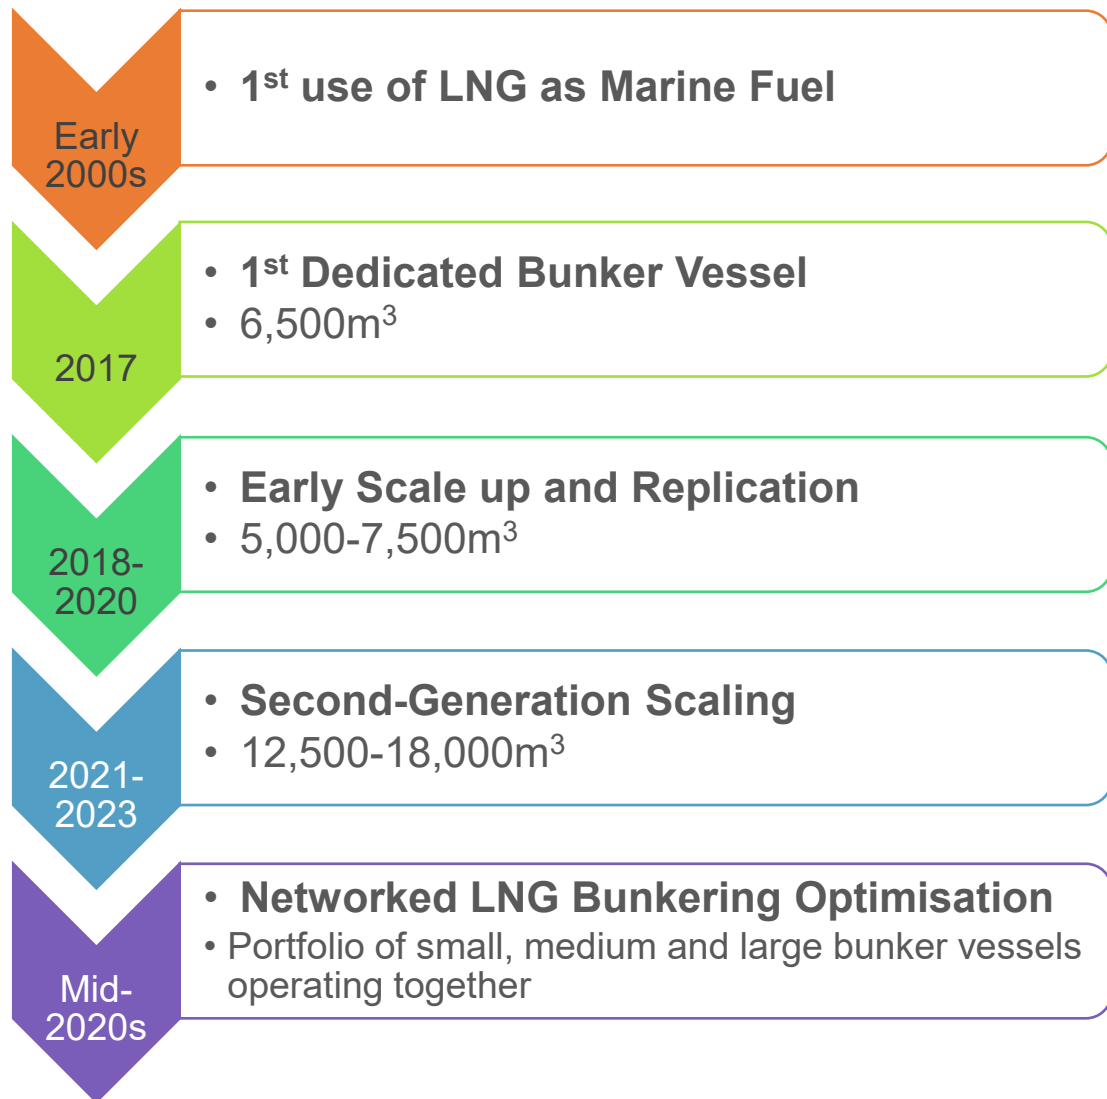 Early
2000s
• 1st use of LNG as Marine Fuel
2017
• 1st Dedicated Bunker Vessel
• 6,500m³
2018-
2020
• Early Scale up and Replication
• 5,000-7,500m³
2021-
2023
• Second-Generation Scaling
• 12,500-18,000m³
Mid-
2020s
• Networked LNG Bunkering Optimisation
• Portfolio of small, medium and large bunker vessels
operating together